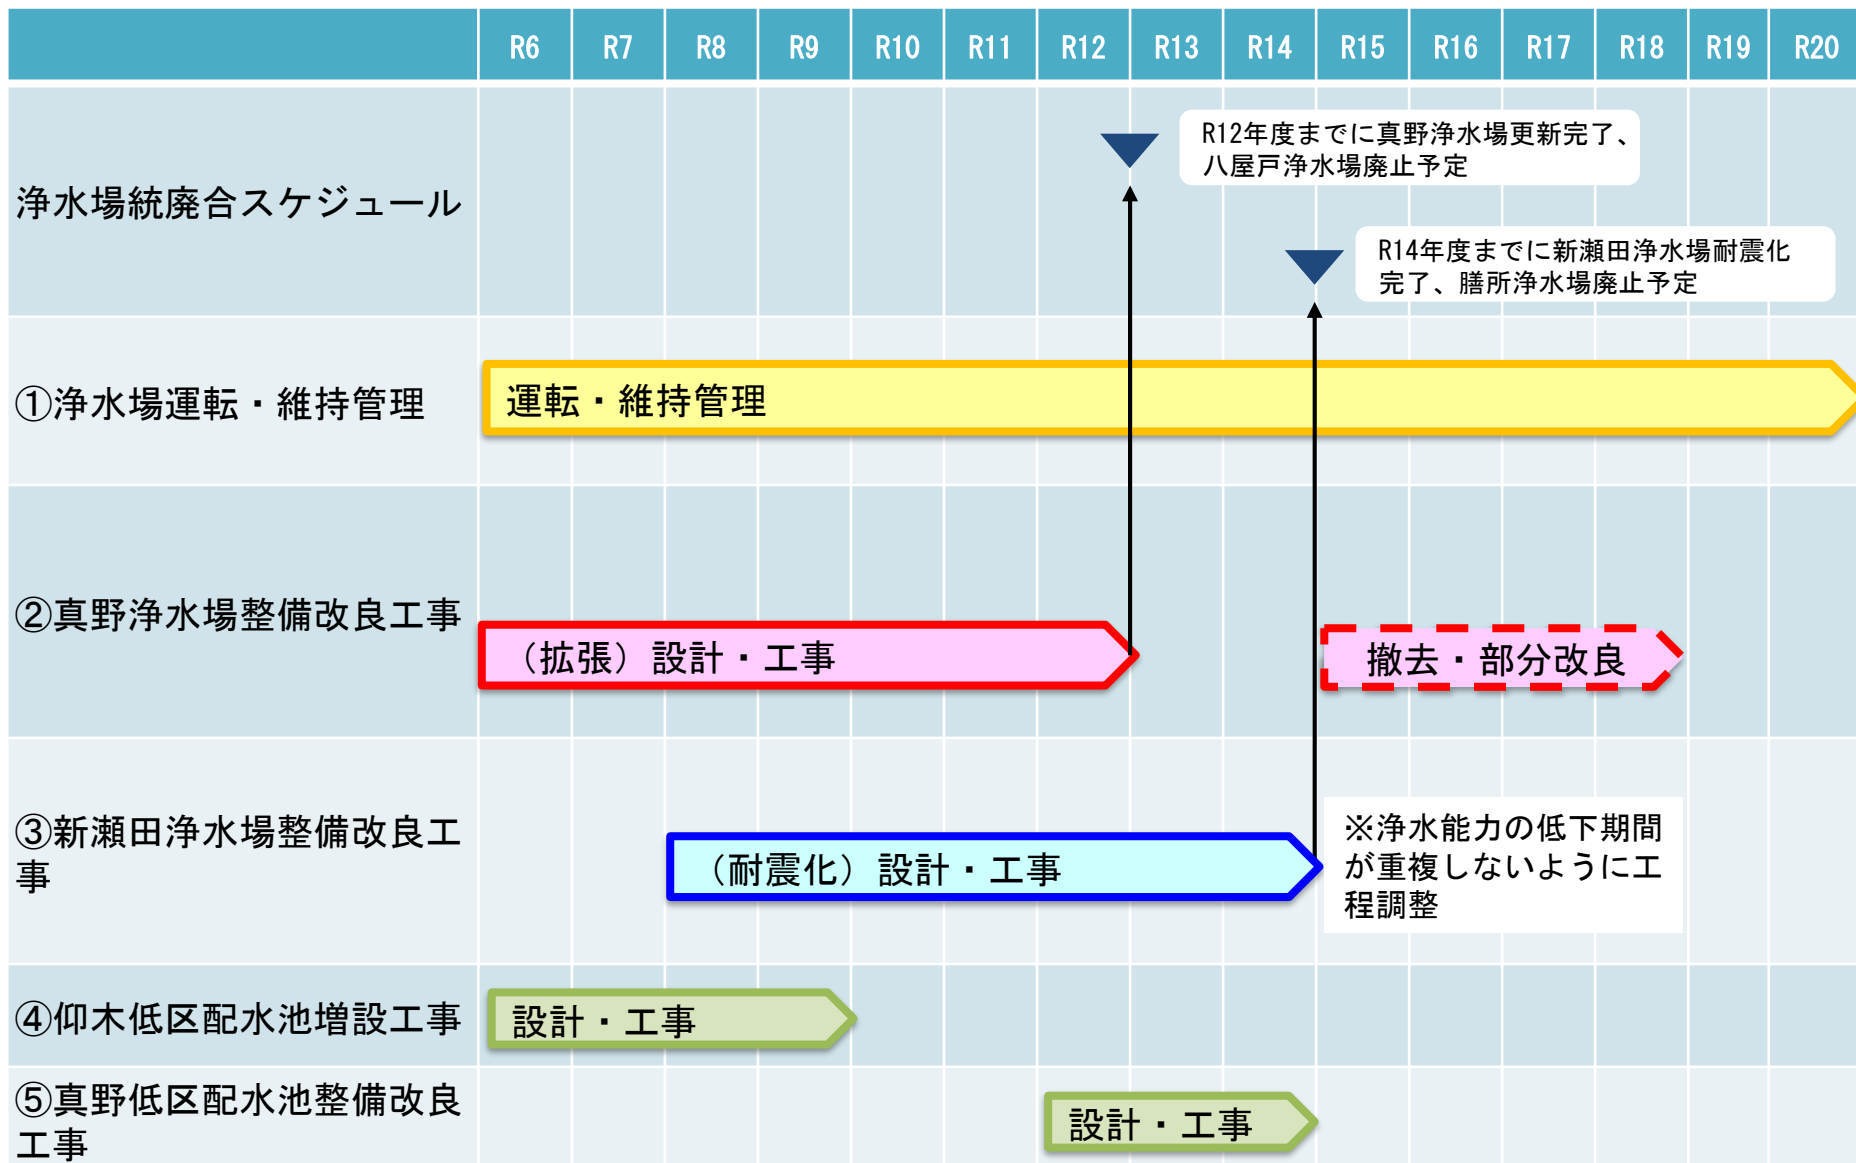 R6 R7 R8 R9 R10 R11 R12 R13 R14 R15 R16 R17 R18 R19 R20
浄水場統廃合スケジュール
R12年度までに真野浄水場更新完了、
八屋戸浄水場廃止予定
R14年度までに新瀬田浄水場耐震化
完了、膳所浄水場廃止予定
①浄水場運転・維持管理
運転・維持管理
②真野浄水場整備改良工事
（拡張）設計・工事
撤去・部分改良
③新瀬田浄水場整備改良工
事
（耐震化）設計・工事
※浄水能力の低下期間
が重複しないように工
程調整
④仰木低区配水池増設工事
設計・工事
⑤真野低区配水池整備改良
工事
設計・工事